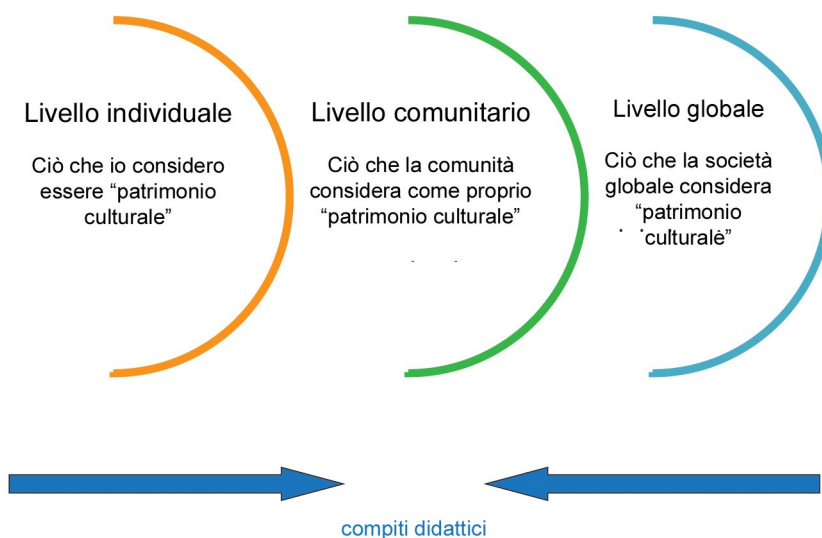 Livello individuale
Ciò che io considero
essere “patrimonio
culturale”
Livello comunitario
Ciò che la comunità
considera come proprio
“patrimonio culturale”
Livello globale
Ciò che la società
globale considera
“patrimonio
culturale”
compiti didattici